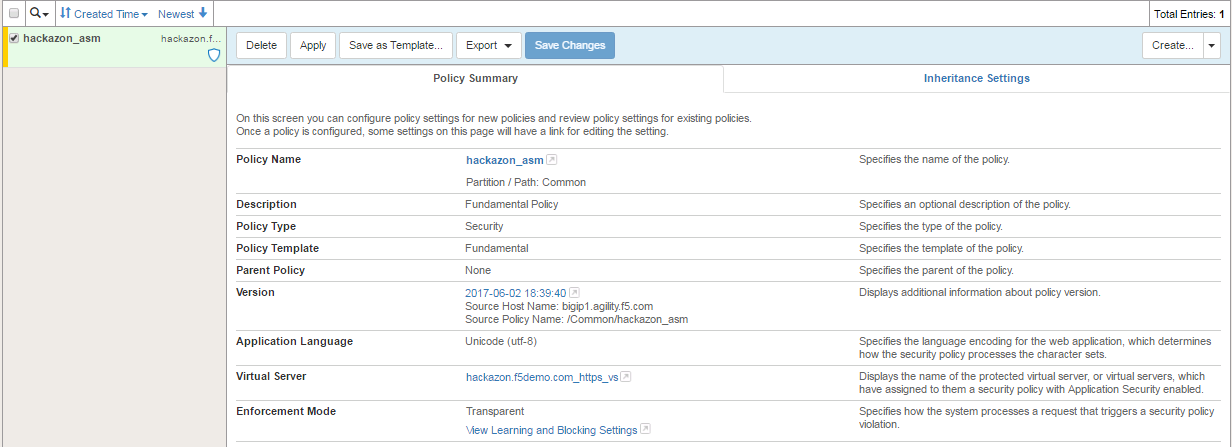 Created Time Newest Total Entries: 1
hackazon_asm hackazon.f...
Delete Apply Save as Template... Export Save Changes Create...
Policy Summary Inheritance Settings
On this screen you can configure policy settings for new policies and review policy settings for existing policies.
Once a policy is configured, some settings on this page will have a link for editing the setting.
Policy Name hackazon_asm Specifies the name of the policy.
Partition / Path: Common
Description Fundamental Policy Specifies an optional description of the policy.
Policy Type Security Specifies the type of the policy.
Policy Template Fundamental Specifies the template of the policy.
Parent Policy None Specifies the parent of the policy.
Version 2017-06-02 18:39:40 Displays additional information about policy version.
Source Host Name: bigip1.agility.f5.com
Source Policy Name: /Common/hackazon_asm
Application Language Unicode (utf-8) Specifies the language encoding for the web application, which determines
how the security policy processes the character sets.
Virtual Server hackazon.f5demo.com_https_vs Displays the name of the protected virtual server, or virtual servers, which
have assigned to them a security policy with Application Security enabled.
Enforcement Mode Transparent Specifies how the system processes a request that triggers a security policy
violation.
View Learning and Blocking Settings